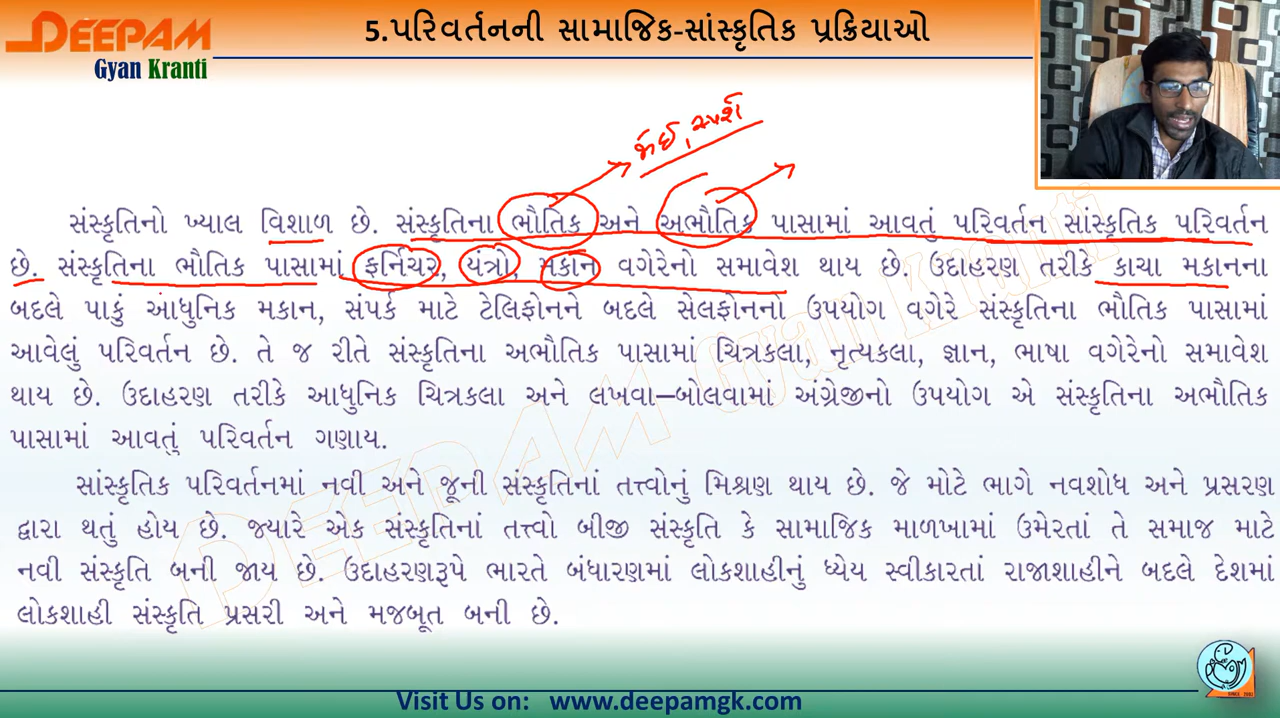 DEEPAM
Gyan Kranti
5.પરિવર્તનની સામાજિક-સાંસ્કૃતિક પ્રક્રિયાઓ
જોઈ, સ્પર્શ
સંસ્કૃતિનો ખ્યાલ વિશાળ છે. સંસ્કૃતિના ભૌતિક અને અભૌતિક પાસામાં આવતું પરિવર્તન સાંસ્કૃતિક પરિવર્તન
છે. સંસ્કૃતિના ભૌતિક પાસામાં ફર્નિચર, યંત્રો, મકાન વગેરેનો સમાવેશ થાય છે. ઉદાહરણ તરીકે કાચા મકાનના
બદલે પાકું આધુનિક મકાન, સંપર્ક માટે ટેલિફોનને બદલે સેલફોનનો ઉપયોગ વગેરે સંસ્કૃતિના ભૌતિક પાસામાં
આવેલું પરિવર્તન છે. તે જ રીતે સંસ્કૃતિના અભૌતિક પાસામાં ચિત્રકલા, નૃત્યકલા, જ્ઞાન, ભાષા વગેરેનો સમાવેશ
થાય છે. ઉદાહરણ તરીકે આધુનિક ચિત્રકલા અને લખવા–બોલવામાં અંગ્રેજીનો ઉપયોગ એ સંસ્કૃતિના અભૌતિક
પાસામાં આવતું પરિવર્તન ગણાય.
સાંસ્કૃતિક પરિવર્તનમાં નવી અને જૂની સંસ્કૃતિનાં તત્ત્વોનું મિશ્રણ થાય છે. જે મોટે ભાગે નવશોધ અને પ્રસરણ
દ્વારા થતું હોય છે. જ્યારે એક સંસ્કૃતિનાં તત્ત્વો બીજી સંસ્કૃતિ કે સામાજિક માળખામાં ઉમેરતાં તે સમાજ માટે
નવી સંસ્કૃતિ બની જાય છે. ઉદાહરણરૂપે ભારતે બંધારણમાં લોકશાહીનું ધ્યેય સ્વીકારતાં રાજાશાહીને બદલે દેશમાં
લોકશાહી સંસ્કૃતિ પ્રસરી અને મજબૂત બની છે.
DEEPAM Gyan Kranti
Visit Us on: www.deepamgk.com